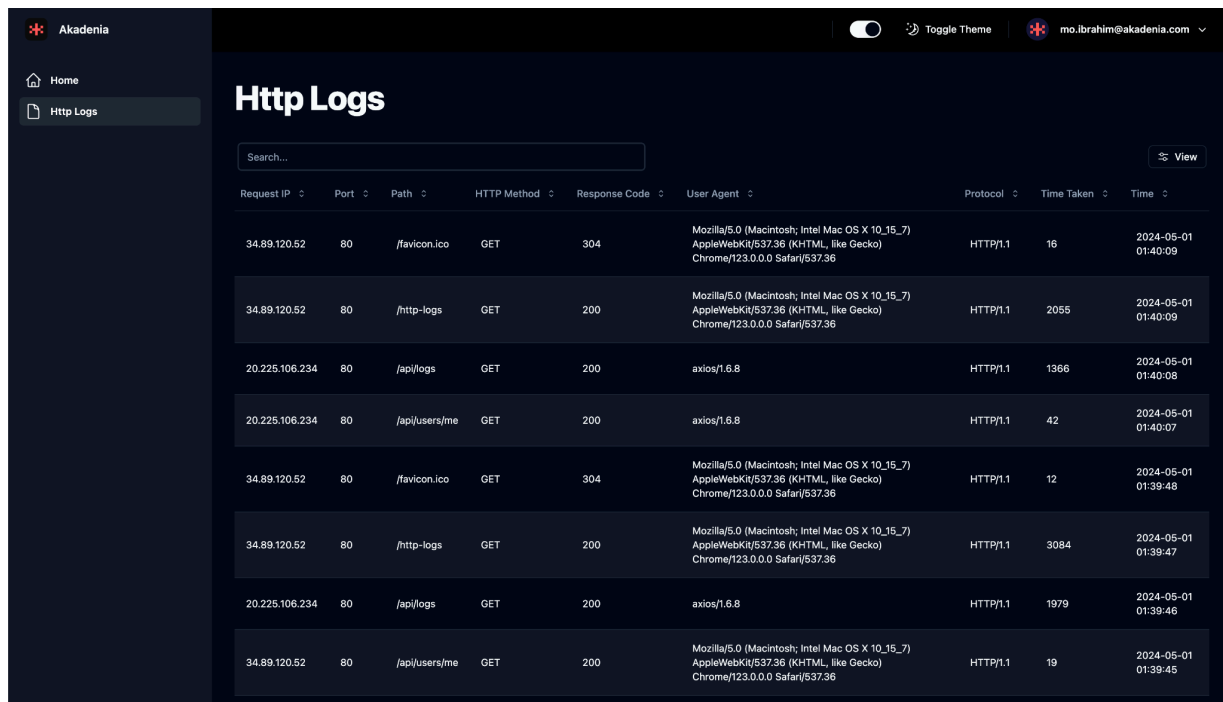 Akadenia
Toggle Theme
mo.ibrahim@akadenia.com
Home
Http Logs
Http Logs
Search...
View
Request IP Port Path HTTP Method Response Code User Agent Protocol Time Taken Time
34.89.120.52 80 /favicon.ico GET 304 Mozilla/5.0 (Macintosh; Intel Mac OS X 10_15_7) AppleWebKit/537.36 (KHTML, like Gecko) Chrome/123.0.0.0 Safari/537.36 HTTP/1.1 16 2024-05-01 01:40:09
34.89.120.52 80 /http-logs GET 200 Mozilla/5.0 (Macintosh; Intel Mac OS X 10_15_7) AppleWebKit/537.36 (KHTML, like Gecko) Chrome/123.0.0.0 Safari/537.36 HTTP/1.1 2055 2024-05-01 01:40:09
20.225.106.234 80 /api/logs GET 200 axios/1.6.8 HTTP/1.1 1366 2024-05-01 01:40:08
20.225.106.234 80 /api/users/me GET 200 axios/1.6.8 HTTP/1.1 42 2024-05-01 01:40:07
34.89.120.52 80 /favicon.ico GET 304 Mozilla/5.0 (Macintosh; Intel Mac OS X 10_15_7) AppleWebKit/537.36 (KHTML, like Gecko) Chrome/123.0.0.0 Safari/537.36 HTTP/1.1 12 2024-05-01 01:39:48
34.89.120.52 80 /http-logs GET 200 Mozilla/5.0 (Macintosh; Intel Mac OS X 10_15_7) AppleWebKit/537.36 (KHTML, like Gecko) Chrome/123.0.0.0 Safari/537.36 HTTP/1.1 3084 2024-05-01 01:39:47
20.225.106.234 80 /api/logs GET 200 axios/1.6.8 HTTP/1.1 1979 2024-05-01 01:39:46
34.89.120.52 80 /api/users/me GET 200 Mozilla/5.0 (Macintosh; Intel Mac OS X 10_15_7) AppleWebKit/537.36 (KHTML, like Gecko) Chrome/123.0.0.0 Safari/537.36 HTTP/1.1 19 2024-05-01 01:39:45